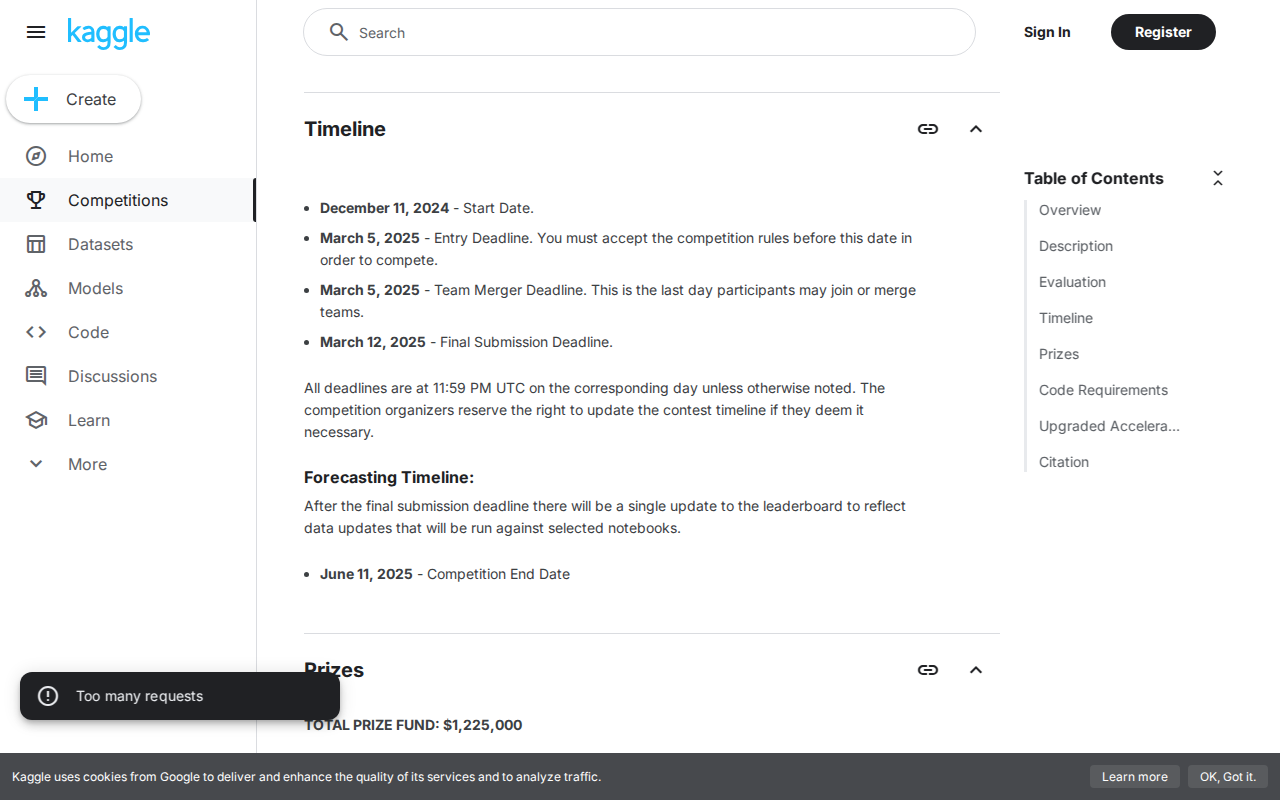 kaggle
Search
Sign In
Register
Create
Home
Competitions
Datasets
Models
Code
Discussions
Learn
More
Timeline
December 11, 2024 - Start Date.
March 5, 2025 - Entry Deadline. You must accept the competition rules before this date in
order to compete.
March 5, 2025 - Team Merger Deadline. This is the last day participants may join or merge
teams.
March 12, 2025 - Final Submission Deadline.
All deadlines are at 11:59 PM UTC on the corresponding day unless otherwise noted. The
competition organizers reserve the right to update the contest timeline if they deem it
necessary.
Forecasting Timeline:
After the final submission deadline there will be a single update to the leaderboard to reflect
data updates that will be run against selected notebooks.
June 11, 2025 - Competition End Date
Prizes
TOTAL PRIZE FUND: $1,225,000
Table of Contents
Overview
Description
Evaluation
Timeline
Prizes
Code Requirements
Upgraded Accelera...
Citation
Too many requests
Kaggle uses cookies from Google to deliver and enhance the quality of its services and to analyze traffic.
Learn more
OK, Got it.